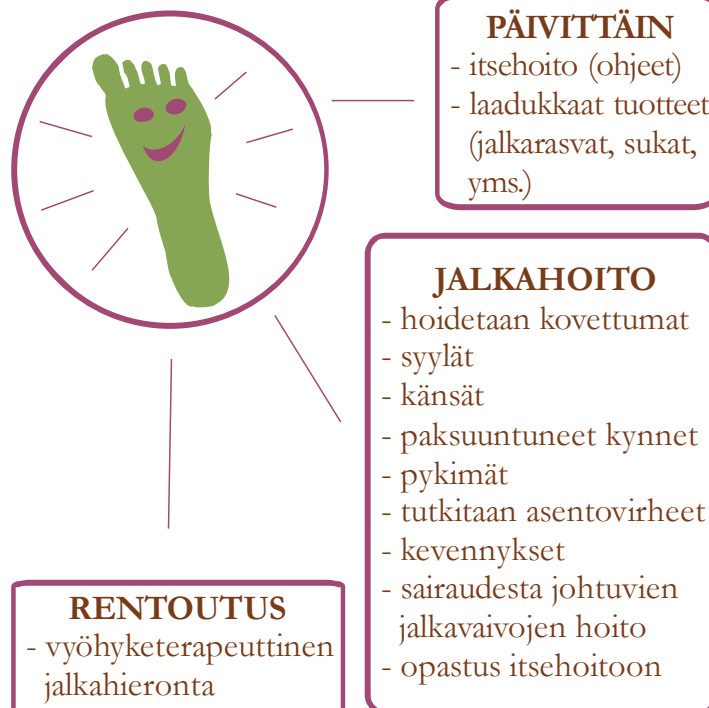 PÄIVITTÄIN
- itsehoito (ohjeet)
- laadukkaat tuotteet
(jalkarasvat, sukat,
yms.)
JALKAHOITO
- hoidetaan kovettumat
- syylät
- känsät
- paksuuntuneet kynnet
- pykimät
- tutkitaan asentovirheet
- kevennykset
- sairaudesta johtuvien
jalkavaivojen hoito
- opastus itsehoitoon
RENTOUTUS
- vyöhyketerapeuttinen
jalkahieronta